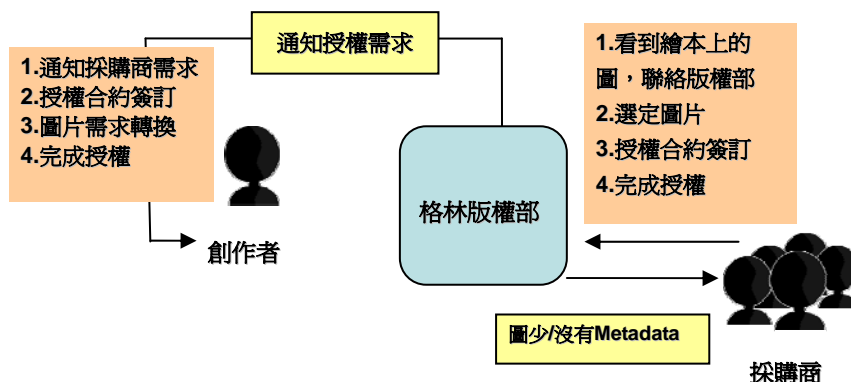 通知授權需求
1.通知採購商需求
2.授權合約簽訂
3.圖片需求轉換
4.完成授權
創作者
格林版權部
1.看到繪本上的
圖，聯絡版權部
2.選定圖片
3.授權合約簽訂
4.完成授權
圖少/沒有Metadata
採購商